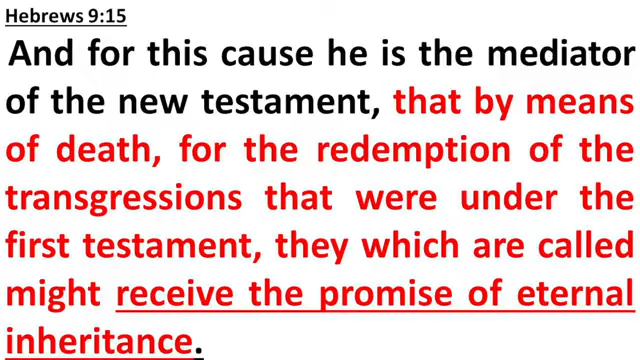 Hebrews 9:15
And for this cause he is the mediator
of the new testament, that by means
of death, for the redemption of the
transgressions that were under the
first testament, they which are called
might receive the promise of eternal
inheritance.